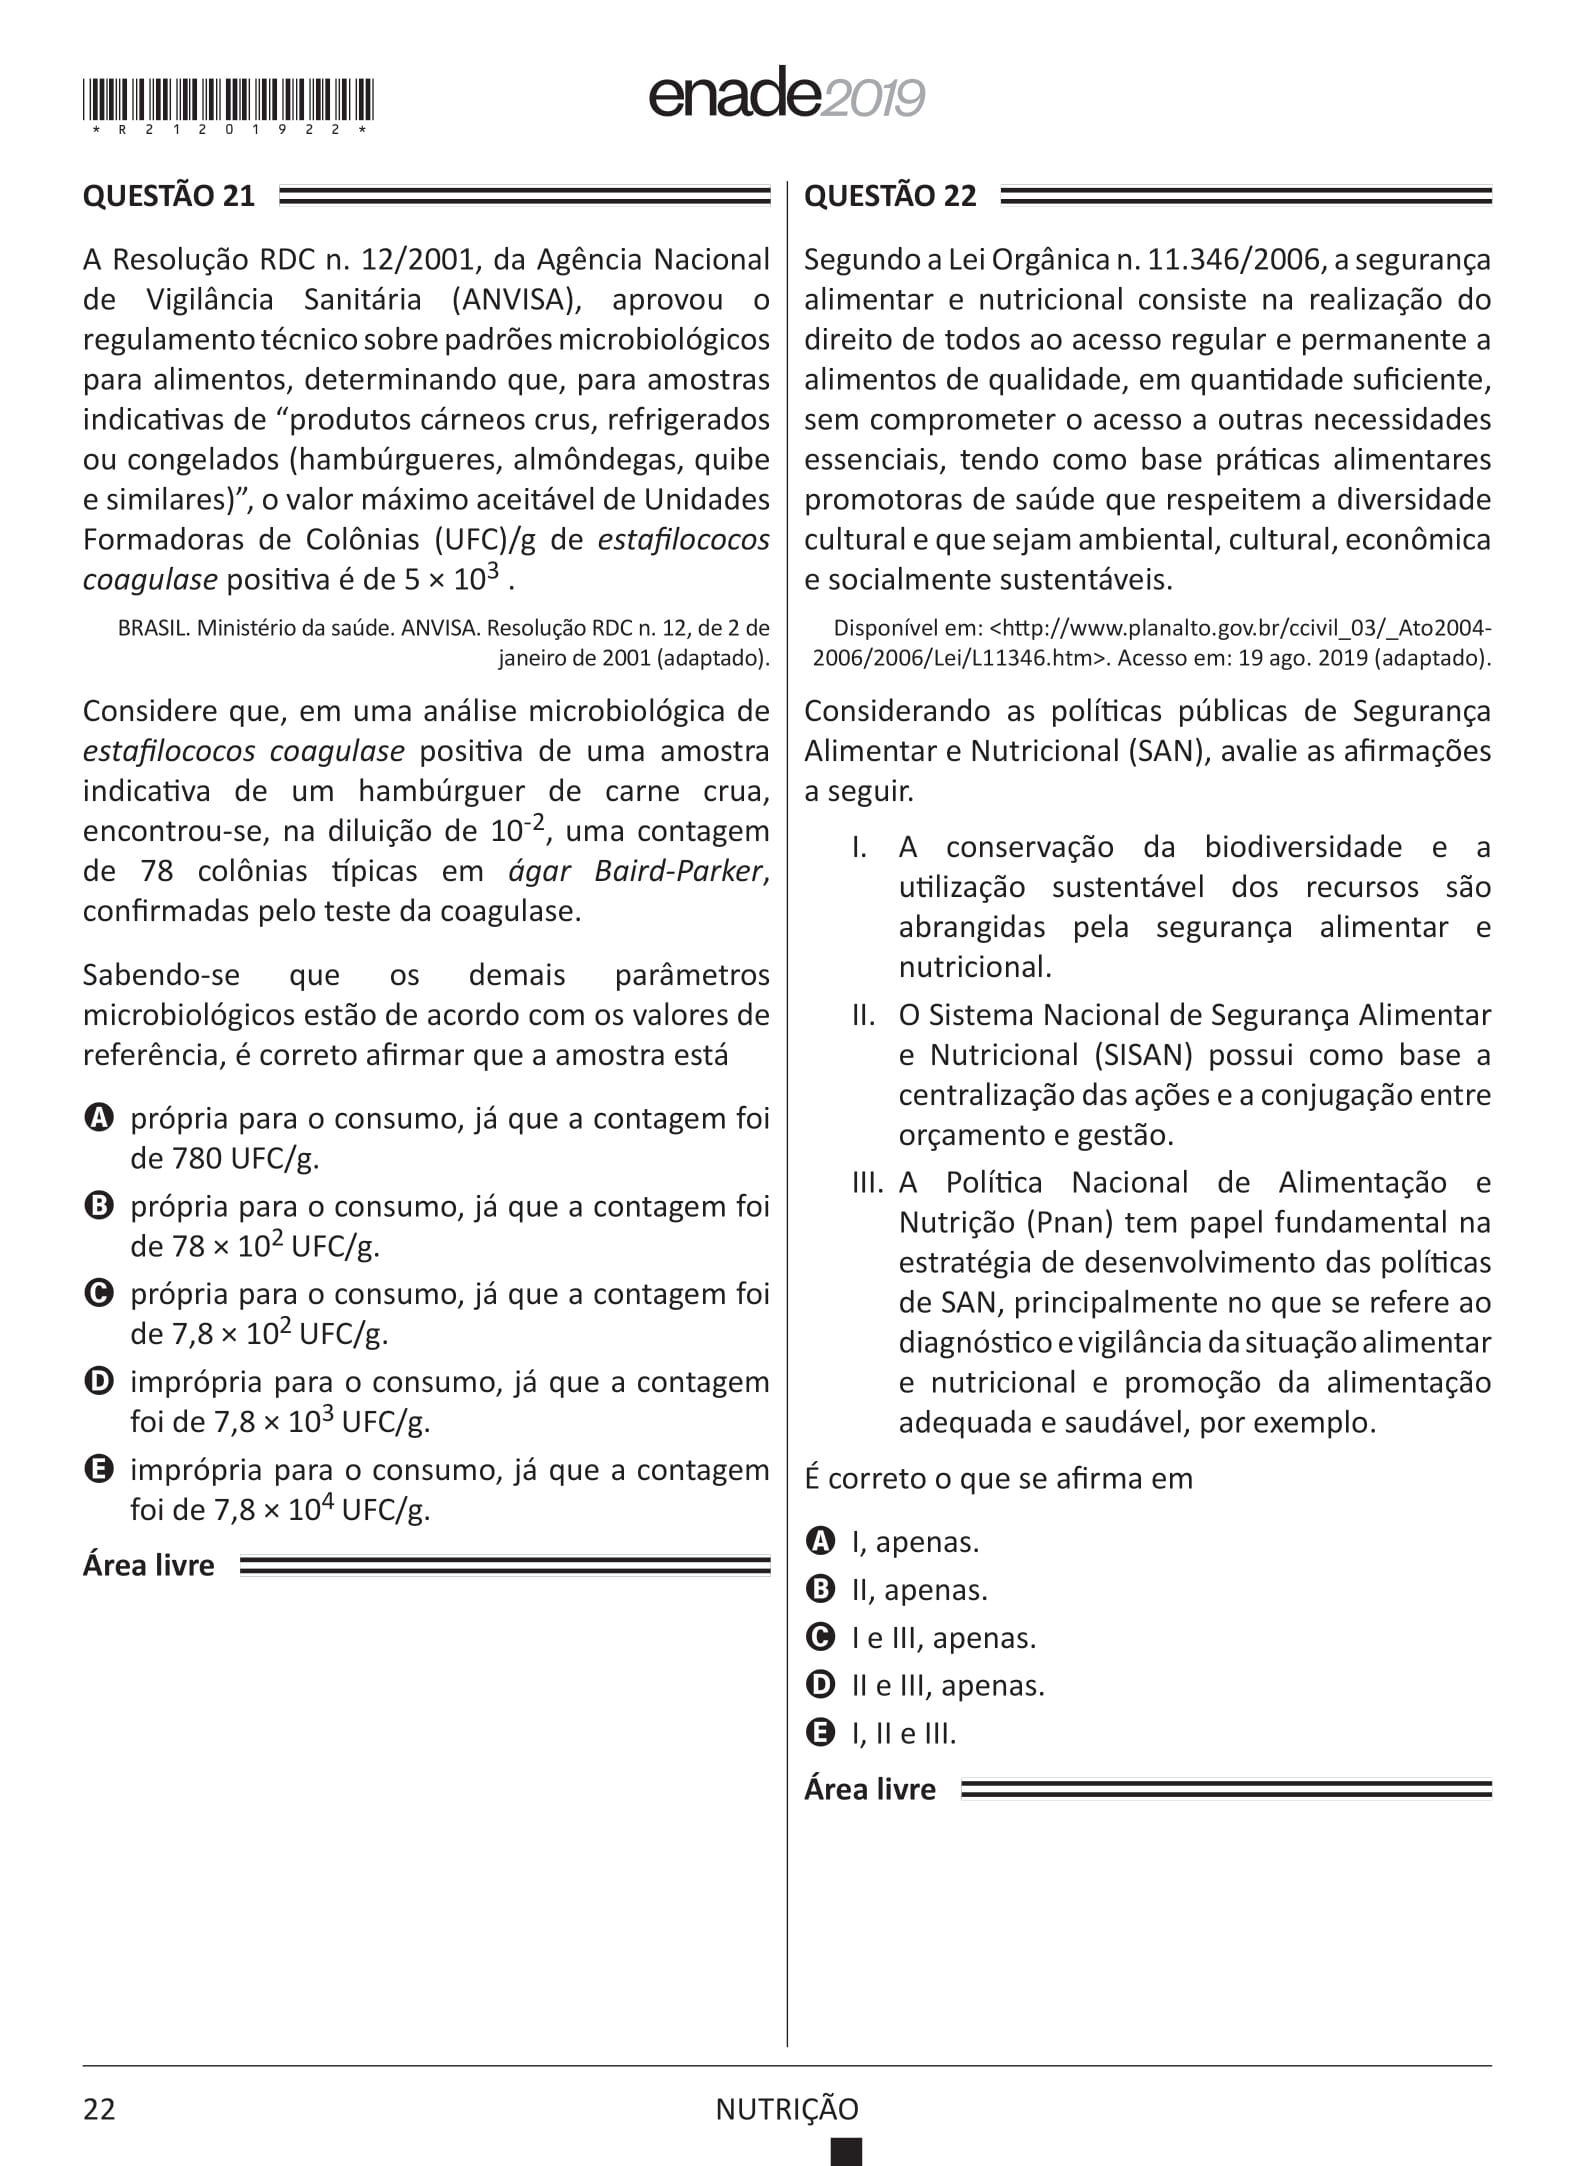 *R21201922*
enade2019
QUESTÃO 21
A Resolução RDC n. 12/2001, da Agência Nacional
de Vigilância Sanitária (ANVISA), aprovou o
regulamento técnico sobre padrões microbiológicos
para alimentos, determinando que, para amostras
indicativas de “produtos cárneos crus, refrigerados
ou congelados (hambúrgueres, almôndegas, quibe
e similares)”, o valor máximo aceitável de Unidades
Formadoras de Colônias (UFC)/g de estafilococos
coagulase positiva é de 5 × 10³ .
BRASIL. Ministério da saúde. ANVISA. Resolução RDC n. 12, de 2 de
janeiro de 2001 (adaptado).
Considere que, em uma análise microbiológica de
estafilococos coagulase positiva de uma amostra
indicativa de um hambúrguer de carne crua,
encontrou-se, na diluição de 10⁻², uma contagem
de 78 colônias típicas em ágar Baird-Parker,
confirmadas pelo teste da coagulase.
Sabendo-se que os demais parâmetros
microbiológicos estão de acordo com os valores de
referência, é correto afirmar que a amostra está
A própria para o consumo, já que a contagem foi
de 780 UFC/g.
B própria para o consumo, já que a contagem foi
de 78 × 10² UFC/g.
C própria para o consumo, já que a contagem foi
de 7,8 × 10² UFC/g.
D imprópria para o consumo, já que a contagem
foi de 7,8 × 10³ UFC/g.
E imprópria para o consumo, já que a contagem
foi de 7,8 × 10⁴ UFC/g.
Área livre
QUESTÃO 22
Segundo a Lei Orgânica n. 11.346/2006, a segurança
alimentar e nutricional consiste na realização do
direito de todos ao acesso regular e permanente a
alimentos de qualidade, em quantidade suficiente,
sem comprometer o acesso a outras necessidades
essenciais, tendo como base práticas alimentares
promotoras de saúde que respeitem a diversidade
cultural e que sejam ambiental, cultural, econômica
e socialmente sustentáveis.
Disponível em: <http://www.planalto.gov.br/ccivil_03/_Ato2004-
2006/2006/Lei/L11346.htm>. Acesso em: 19 ago. 2019 (adaptado).
Considerando as políticas públicas de Segurança
Alimentar e Nutricional (SAN), avalie as afirmações
a seguir.
I. A conservação da biodiversidade e a
utilização sustentável dos recursos são
abrangidas pela segurança alimentar e
nutricional.
II. O Sistema Nacional de Segurança Alimentar
e Nutricional (SISAN) possui como base a
centralização das ações e a conjugação entre
orçamento e gestão.
III. A Política Nacional de Alimentação e
Nutrição (Pnan) tem papel fundamental na
estratégia de desenvolvimento das políticas
de SAN, principalmente no que se refere ao
diagnóstico e vigilância da situação alimentar
e nutricional e promoção da alimentação
adequada e saudável, por exemplo.
É correto o que se afirma em
A I, apenas.
B II, apenas.
C I e III, apenas.
D II e III, apenas.
E I, II e III.
Área livre
22
NUTRIÇÃO